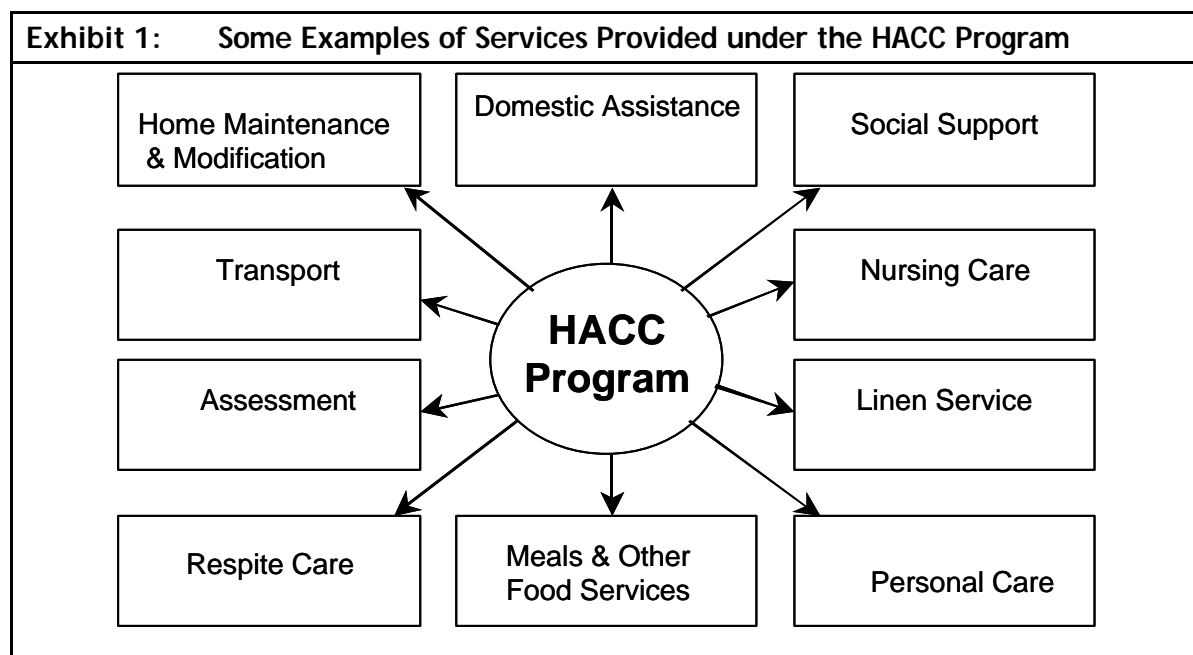 Exhibit 1: Some Examples of Services Provided under the HACC Program
Home Maintenance
& Modification
Domestic Assistance
Social Support
Transport
Nursing Care
HACC
Program
Assessment
Linen Service
Respite Care
Meals & Other
Food Services
Personal Care